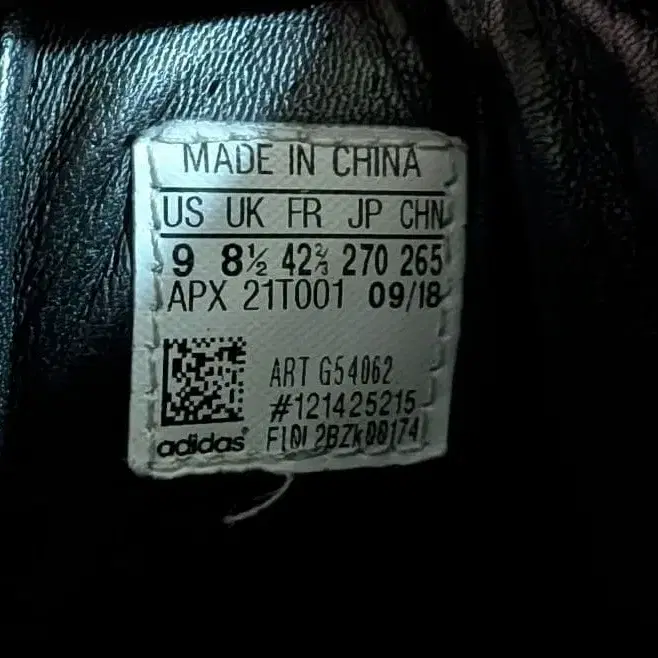 MADE IN CHINA
US UK FR JP CHN
9 8½ 42⅔ 270 265
APX 21T001 09/18
ART G54062
#121425215
adidas®